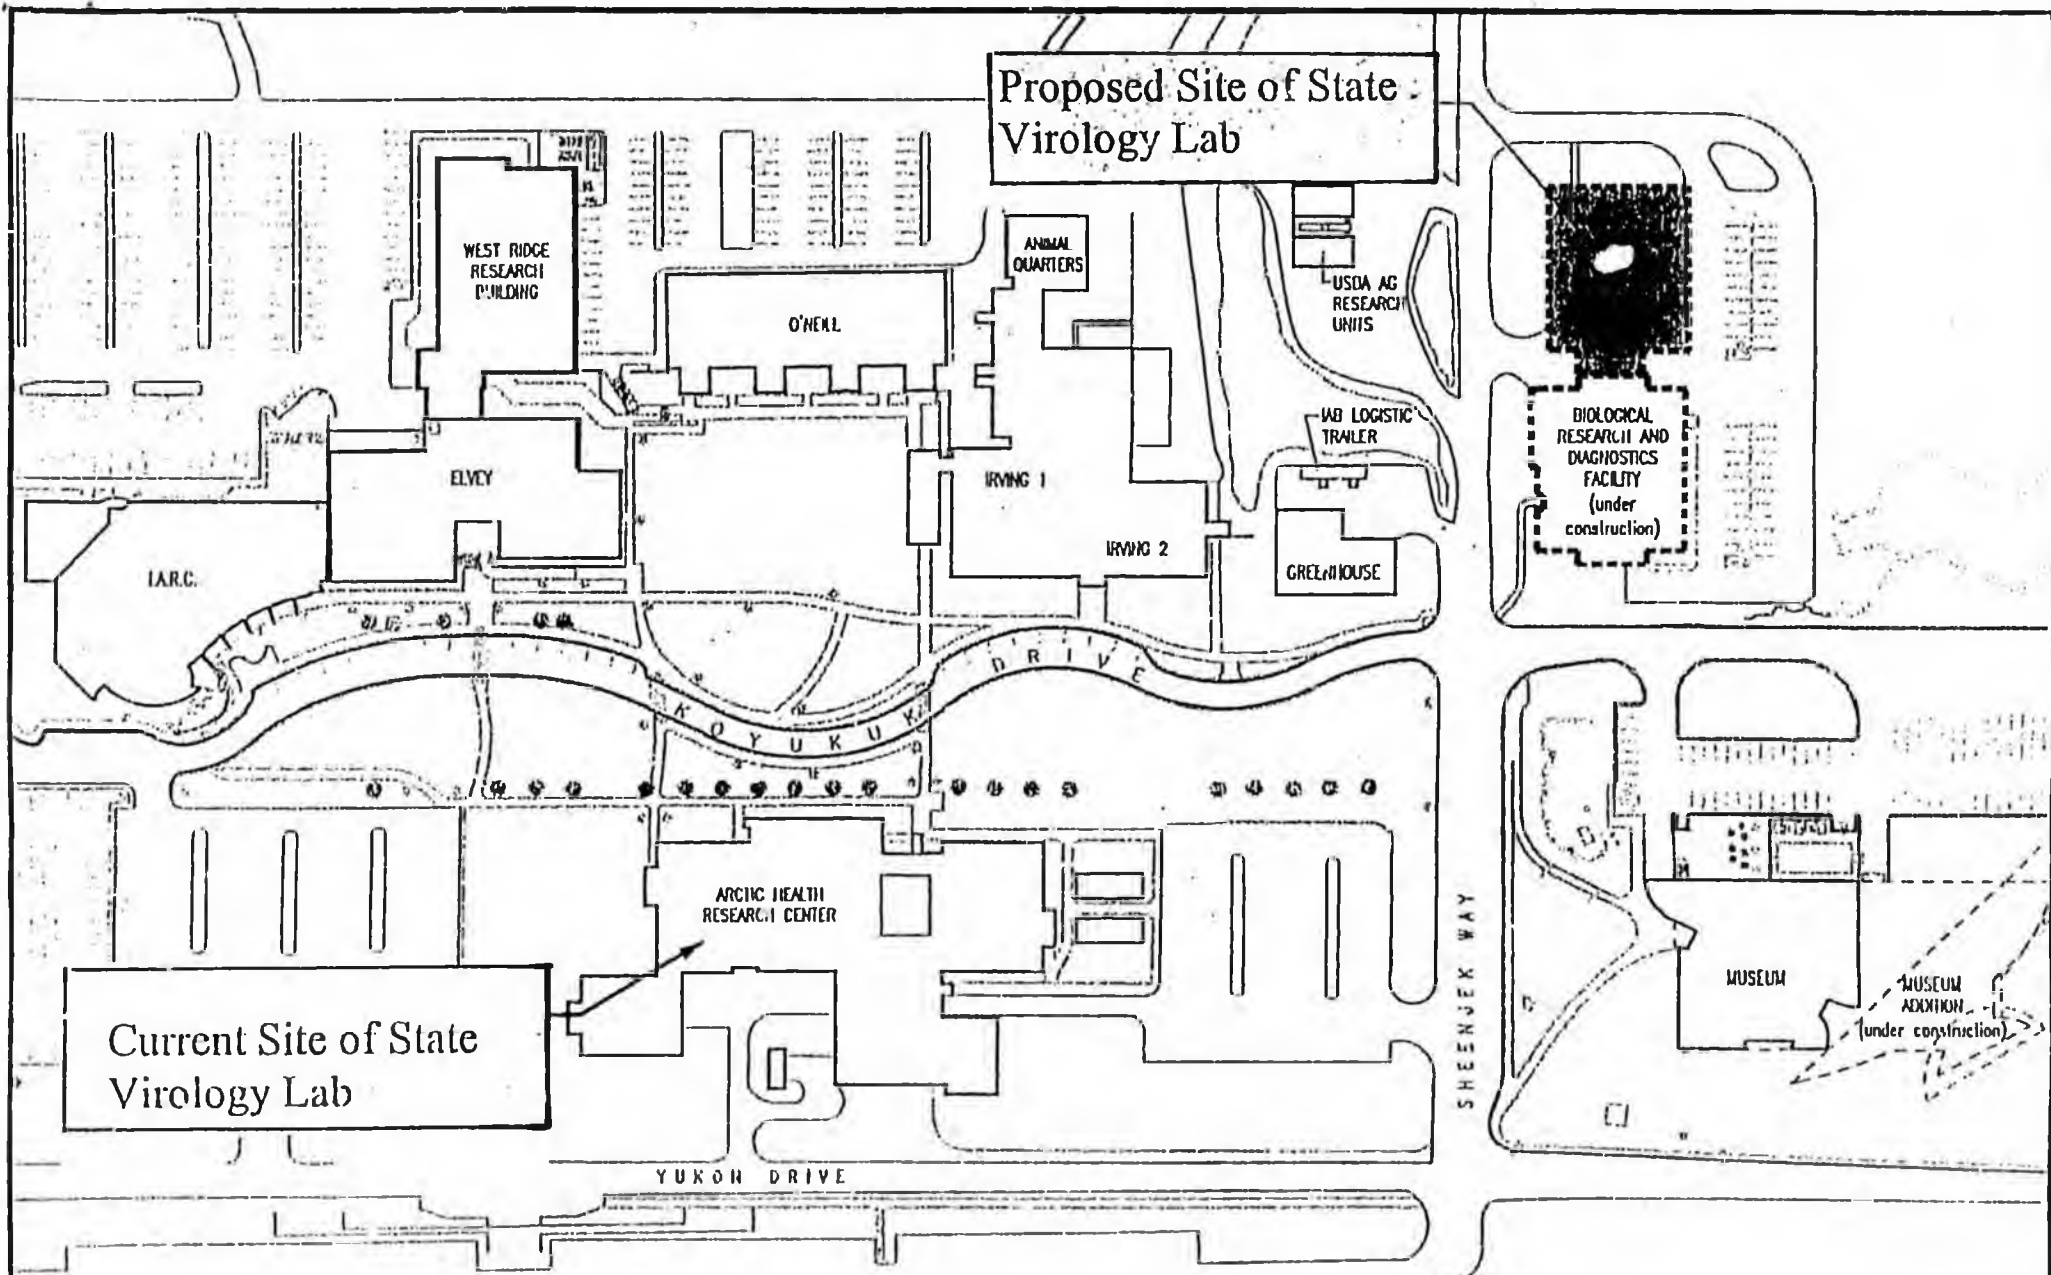 Proposed Site of State
Virology Lab
WEST RIDGE
RESEARCH
BUILDING
ANIMAL
QUARTERS
O'NEILL
USDA AG
RESEARCH
UNITS
IAB LOGISTIC
TRAILER
BIOLOGICAL
RESEARCH AND
DIAGNOSTICS
FACILITY
(under
construction)
ELVEY
IRVING 1
IRVING 2
GREENHOUSE
I.A.R.C.
KOYUKUK DRIVE
ARCTIC HEALTH
RESEARCH CENTER
SHEENJEK WAY
MUSEUM
MUSEUM
ADDITION
(under construction)
Current Site of State
Virology Lab
YUKON DRIVE